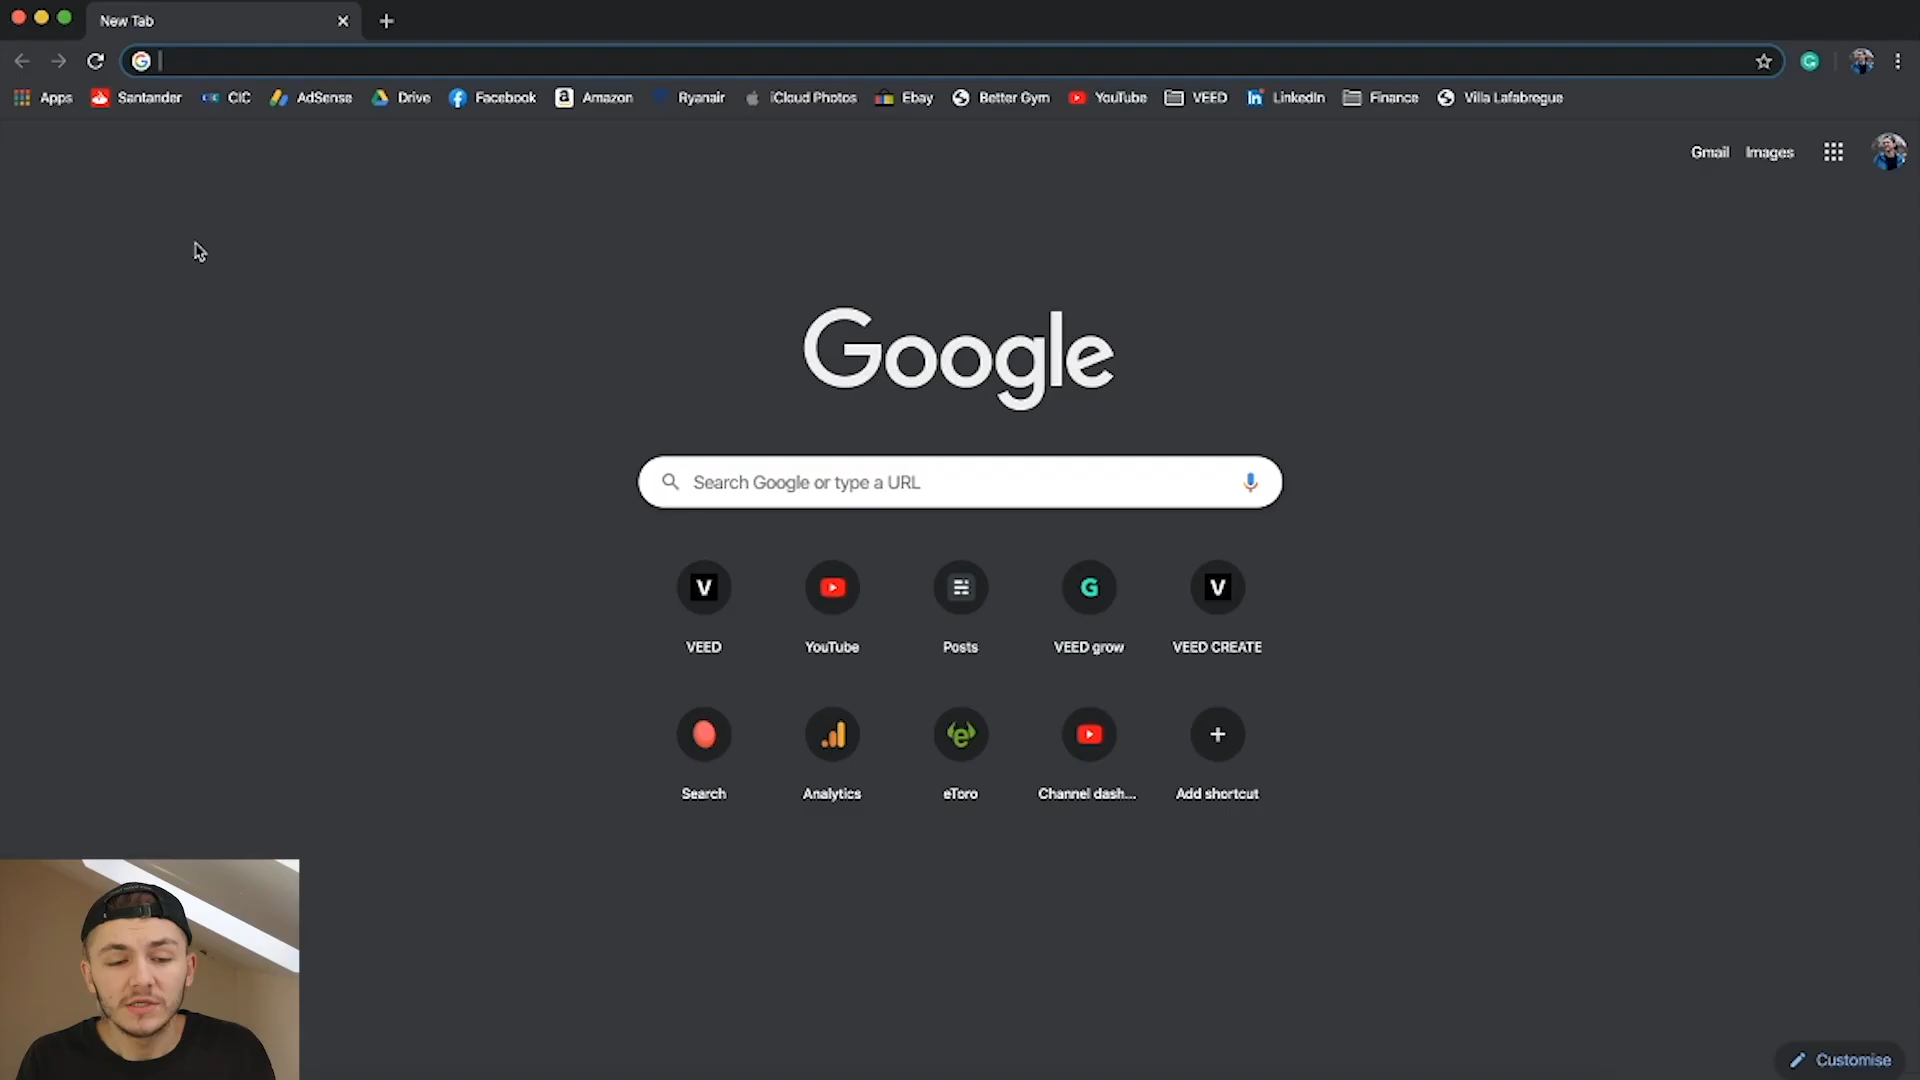 New Tab
Apps Santander CIC AdSense Drive Facebook Amazon Ryanair iCloud Photos Ebay Better Gym YouTube VEED LinkedIn Finance Villa Lafabregue
Gmail Images
Google
Search Google or type a URL
VEED YouTube Posts VEED grow VEED CREATE
Search Analytics eToro Channel dash... Add shortcut
Customise